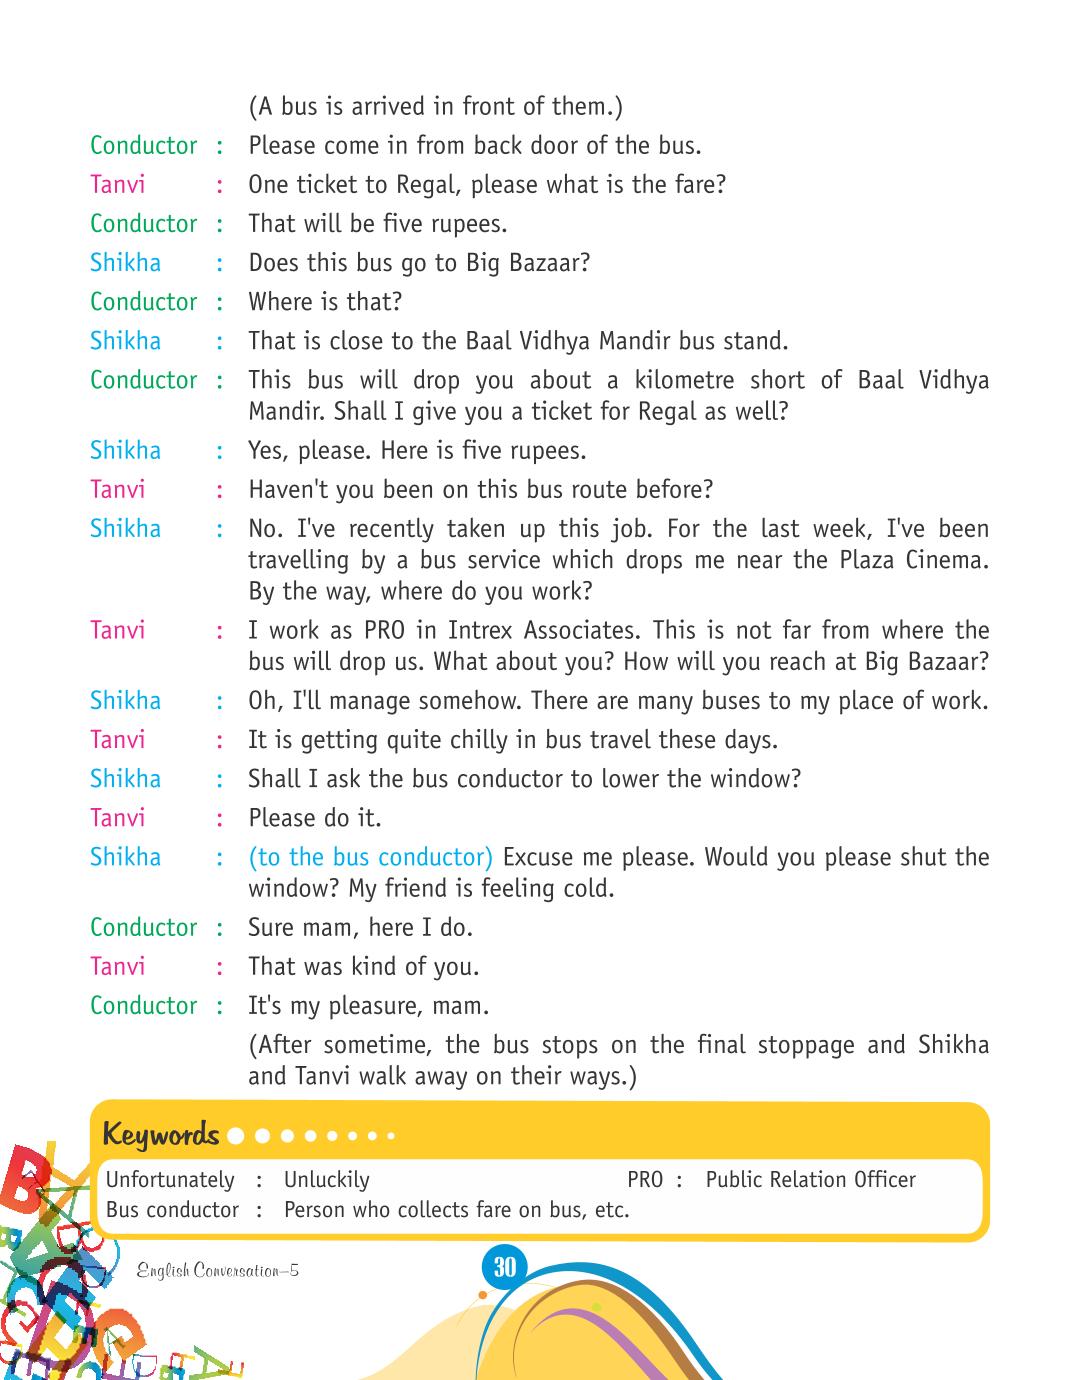 (A bus is arrived in front of them.)
Conductor : Please come in from back door of the bus.
Tanvi : One ticket to Regal, please what is the fare?
Conductor : That will be five rupees.
Shikha : Does this bus go to Big Bazaar?
Conductor : Where is that?
Shikha : That is close to the Baal Vidhya Mandir bus stand.
Conductor : This bus will drop you about a kilometre short of Baal Vidhya
Mandir. Shall I give you a ticket for Regal as well?
Shikha : Yes, please. Here is five rupees.
Tanvi : Haven't you been on this bus route before?
Shikha : No. I've recently taken up this job. For the last week, I've been
travelling by a bus service which drops me near the Plaza Cinema.
By the way, where do you work?
Tanvi : I work as PRO in Intrex Associates. This is not far from where the
bus will drop us. What about you? How will you reach at Big Bazaar?
Shikha : Oh, I'll manage somehow. There are many buses to my place of work.
Tanvi : It is getting quite chilly in bus travel these days.
Shikha : Shall I ask the bus conductor to lower the window?
Tanvi : Please do it.
Shikha : (to the bus conductor) Excuse me please. Would you please shut the
window? My friend is feeling cold.
Conductor : Sure mam, here I do.
Tanvi : That was kind of you.
Conductor : It's my pleasure, mam.
(After sometime, the bus stops on the final stoppage and Shikha
and Tanvi walk away on their ways.)
Keywords
Unfortunately : Unluckily PRO : Public Relation Officer
Bus conductor : Person who collects fare on bus, etc.
English Conversation–5
30